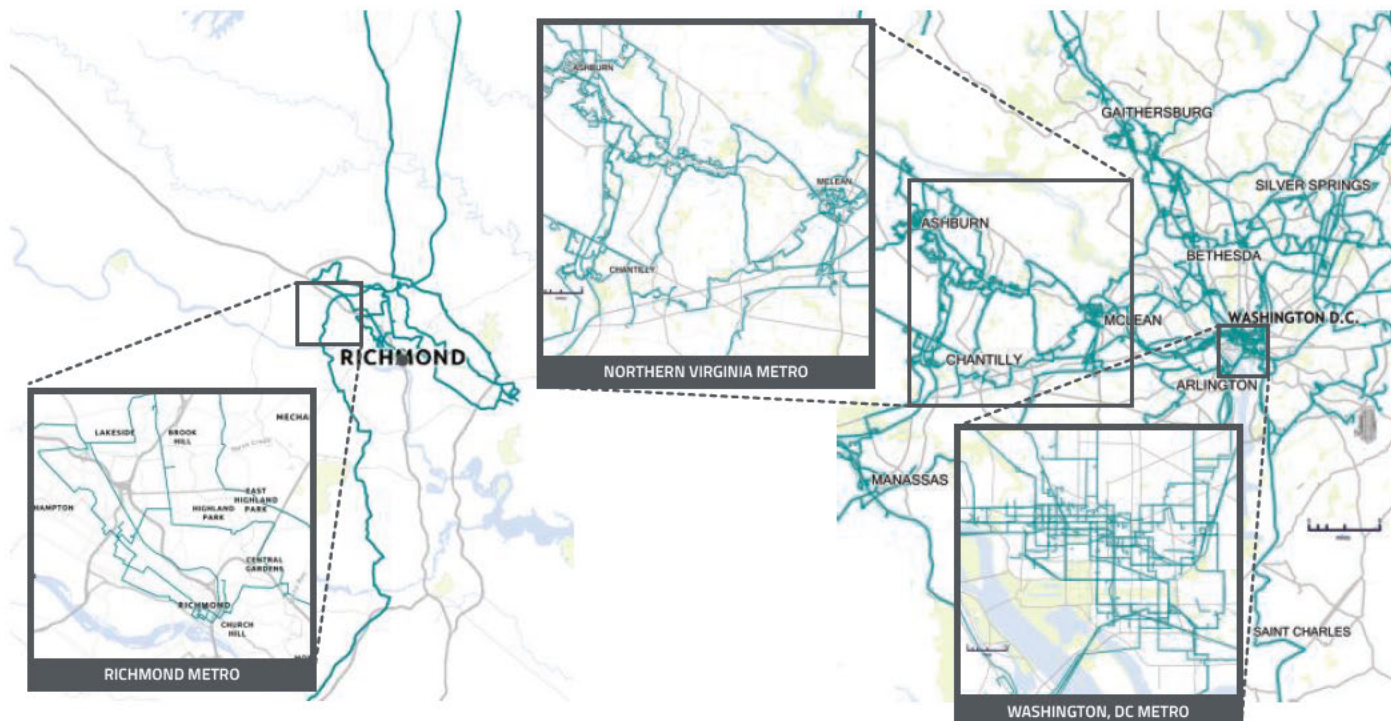 RICHMOND
LAKESIDE
BROOK
HILL
MECHA
HAMPTON
EAST
HIGHLAND
PARK
HIGHLAND
PARK
CENTRAL
GARDENS
RICHMOND
CHURCH
HILL
RICHMOND METRO
ASHBURN
MCLEAN
CHANTILLY
NORTHERN VIRGINIA METRO
GAITHERSBURG
SILVER SPRINGS
ASHBURN
BETHESDA
MCLEAN
WASHINGTON D.C.
CHANTILLY
ARLINGTON
MANASSAS
SAINT CHARLES
WASHINGTON, DC METRO